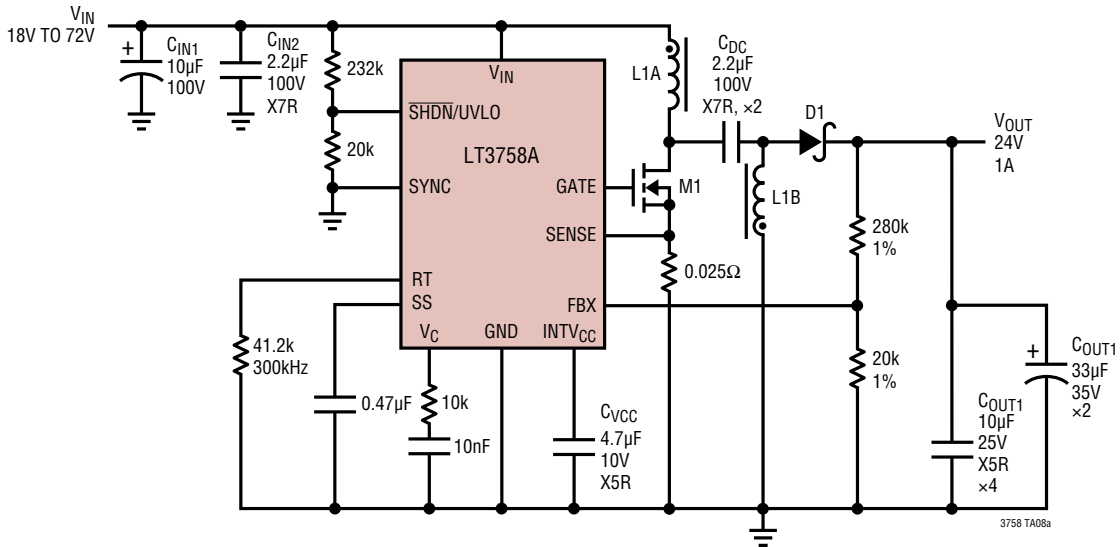 VIN
18V TO 72V
CIN1
10µF
100V
CIN2
2.2µF
100V
X7R
232k
20k
VIN
SHDN/UVLO
LT3758A
SYNC
GATE
SENSE
RT
SS
FBX
VC
GND
INTVCC
L1A
CDC
2.2µF
100V
X7R, ×2
D1
VOUT
24V
1A
M1
L1B
0.025Ω
280k
1%
20k
1%
41.2k
300kHz
0.47µF
10k
10nF
CVCC
4.7µF
10V
X5R
COUT1
10µF
25V
X5R
×4
COUT1
33µF
35V
×2
+
+
3758 TA08a